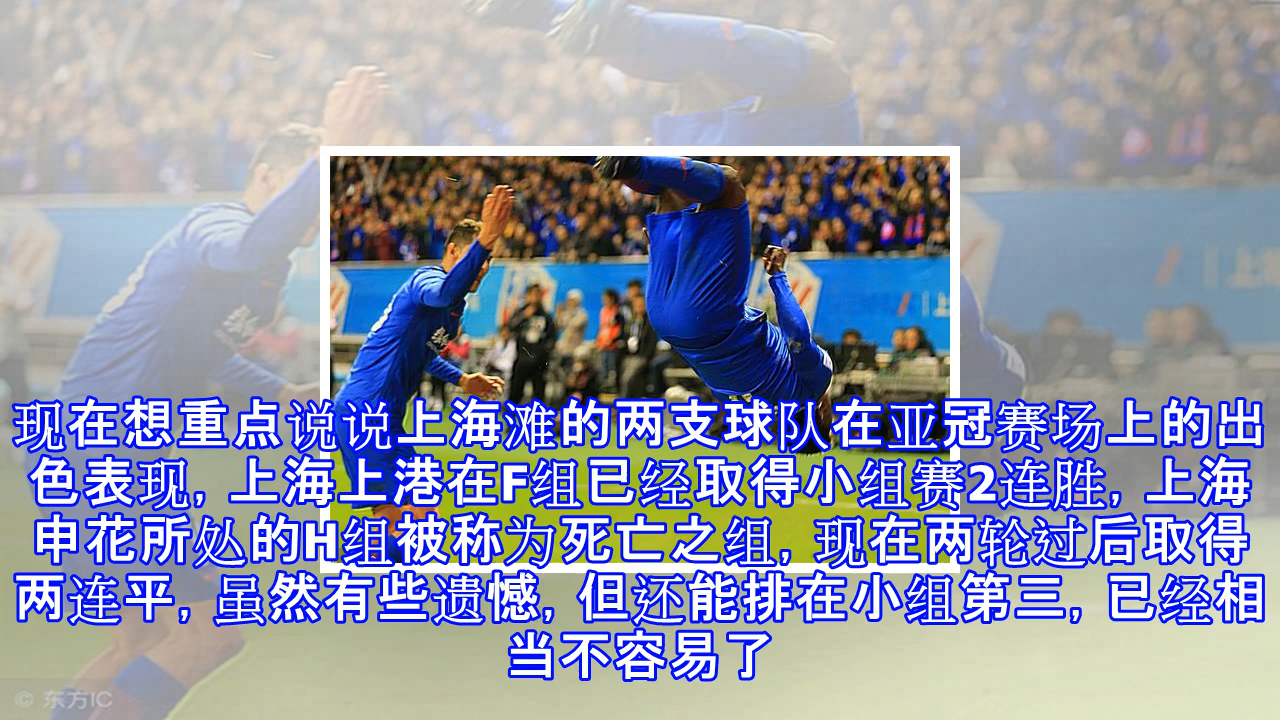 现在想重点说说上海滩的两支球队在亚冠赛场上的出
色表现, 上海上港在F组已经取得小组赛2连胜, 上海
申花所处的H组被称为死亡之组, 现在两轮过后取得
两连平, 虽然有些遗憾, 但还能排在小组第三, 已经相
当不容易了
© 东方IC